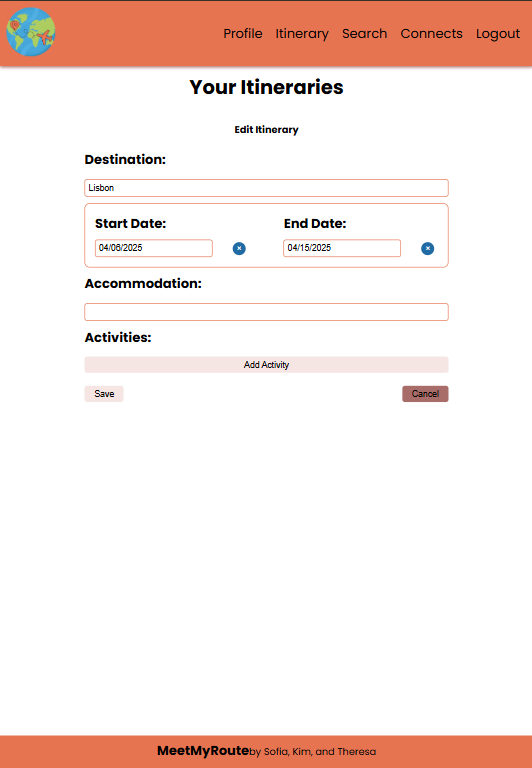 Profile Itinerary Search Connects Logout
Your Itineraries
Edit Itinerary
Destination:
Lisbon
Start Date: End Date:
04/06/2025 × 04/15/2025 ×
Accommodation:
Activities:
Add Activity
Save Cancel
MeetMyRouteby Sofia, Kim, and Theresa